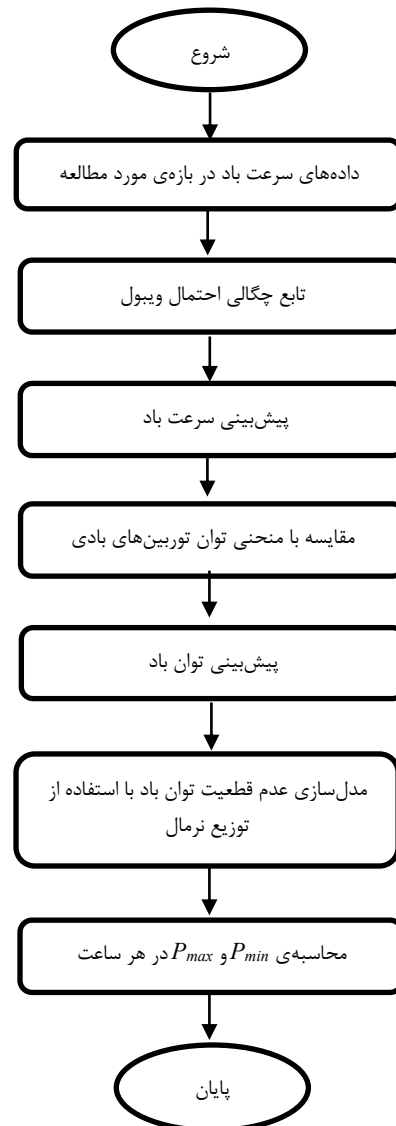 شروع
داده‌های سرعت باد در بازه‌ی مورد مطالعه
تابع چگالی احتمال ویبول
پیش‌بینی سرعت باد
مقایسه با منحنی توان توربین‌های بادی
پیش‌بینی توان باد
مدل‌سازی عدم قطعیت توان باد با استفاده از
توزیع نرمال
محاسبه‌ی Pmin و Pmax در هر ساعت
پایان